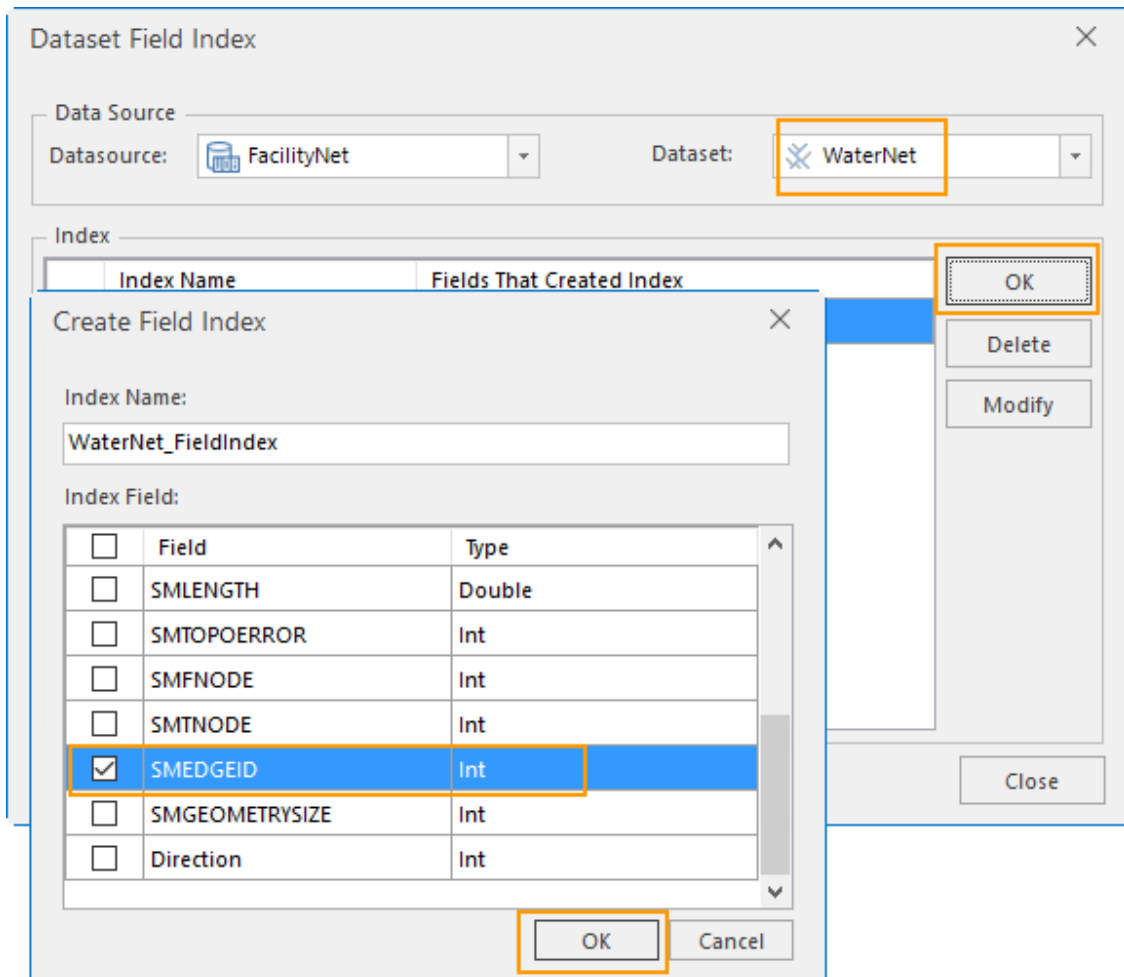 Dataset Field Index
Data Source
Datasource: FacilityNet Dataset: WaterNet
Index
Index Name Fields That Created Index
OK
Delete
Modify
Close
Create Field Index
Index Name:
WaterNet_FieldIndex
Index Field:
Field Type
SMLENGTH Double
SMTOPOERROR Int
SMFNODE Int
SMTNODE Int
SMEDGEID Int
SMGEOMETRYSIZE Int
Direction Int
OK Cancel